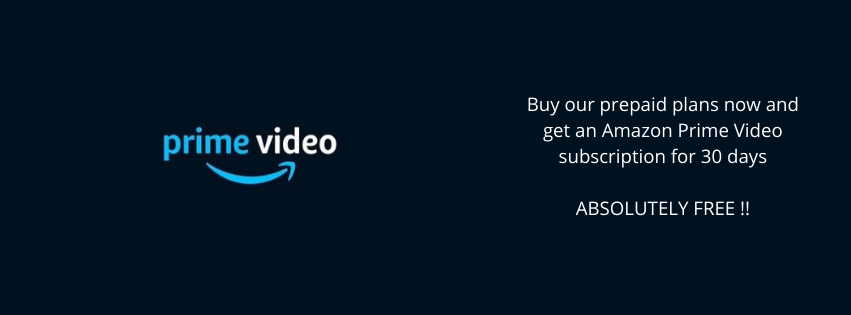 prime video
Buy our prepaid plans now and
get an Amazon Prime Video
subscription for 30 days
ABSOLUTELY FREE !!